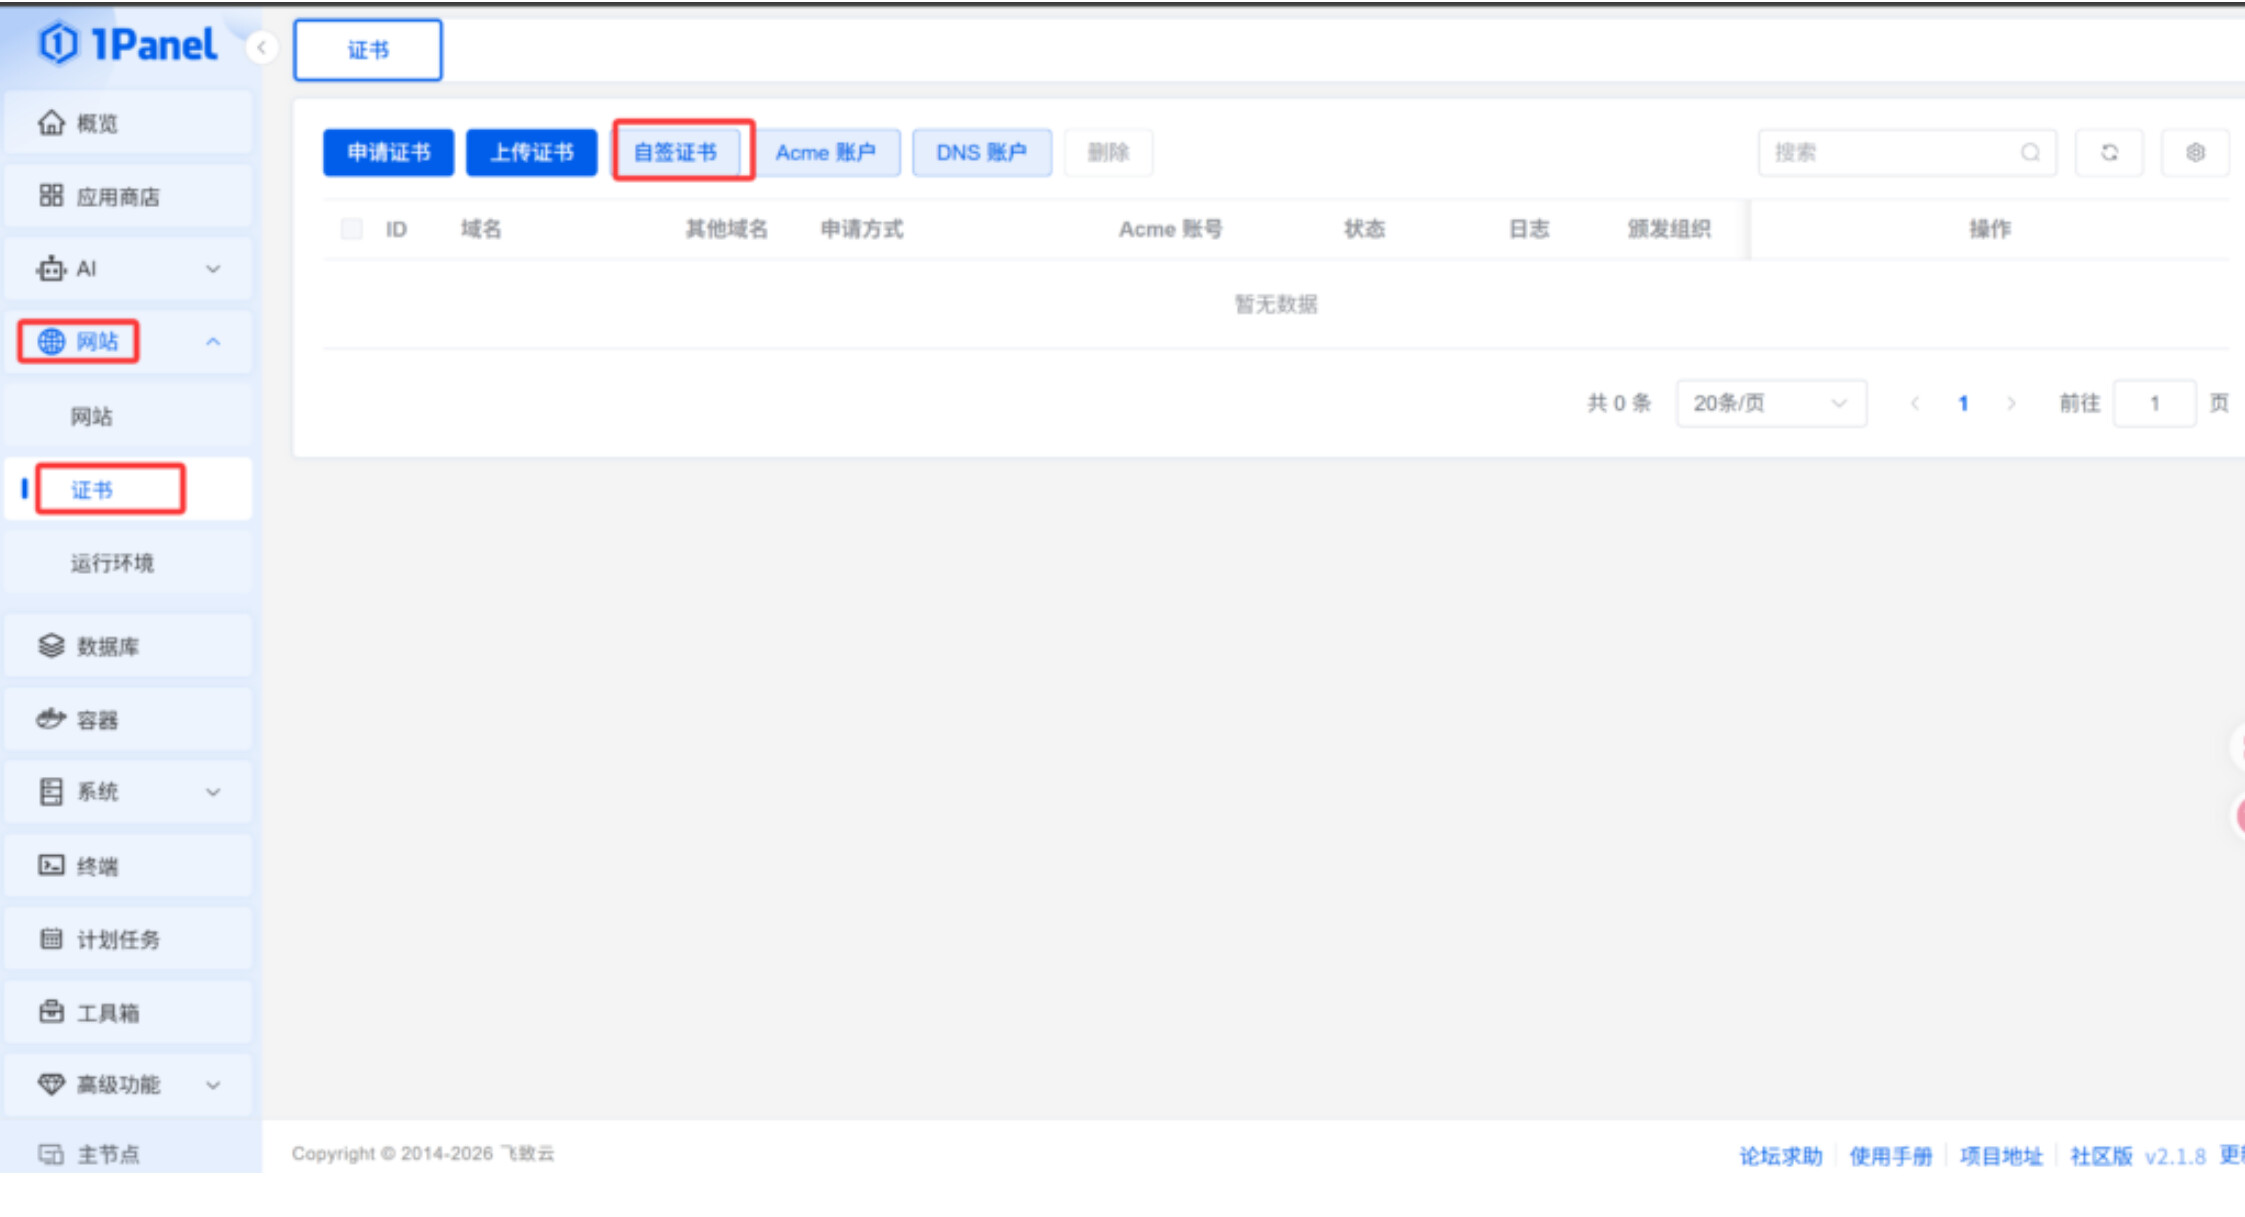 1Panel
证书
概览
应用商店
AI
网站
网站
证书
运行环境
数据库
容器
系统
终端
计划任务
工具箱
高级功能
主节点
申请证书 上传证书 自签证书 Acme 账户 DNS 账户 删除 搜索
ID 域名 其他域名 申请方式 Acme 账号 状态 日志 颁发组织 操作
暂无数据
共 0 条 20条/页 1 前往 1 页
Copyright © 2014-2026 飞致云
论坛求助 使用手册 项目地址 社区版 v2.1.8 更